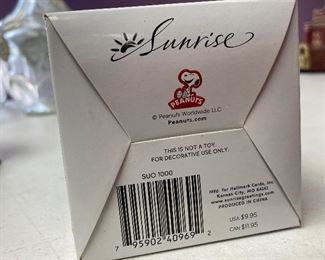 Sunrise
PEANUTS
© Peanuts Worldwide LLC
Peanuts.com
THIS IS NOT A TOY.
FOR DECORATIVE USE ONLY.
SUO 1000
Mfd. for Hallmark Cards, Inc.
Kansas City, MO 64141
www.sunrisegreetings.com
PRODUCED IN CHINA
USA $9.95
CAN $11.95
7 95902 40969 2